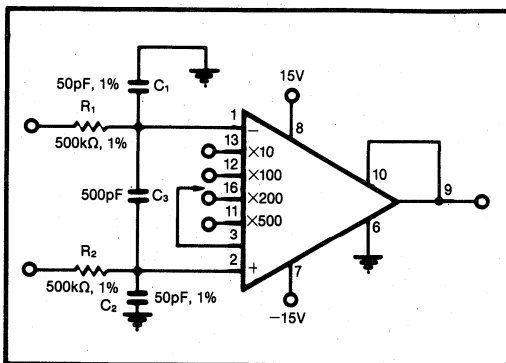 50pF, 1%
C1
15V
R1
500kΩ, 1%
1
−
8
13
×10
12
×100
10
500pF
C3
16
×200
9
11
×500
3
6
R2
2
+
7
500kΩ, 1%
C2
50pF, 1%
−15V